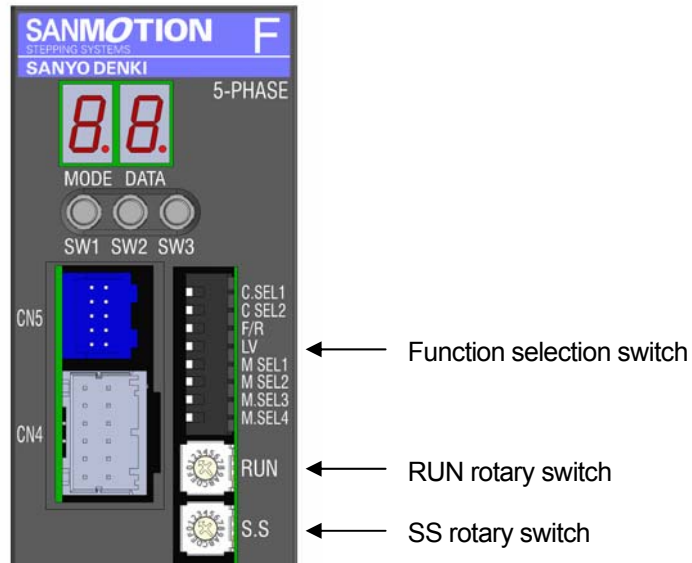 SANMOTION F
STEPPING SYSTEMS
SANYO DENKI
5-PHASE
8.8.
MODE DATA
SW1 SW2 SW3
CN5
C.SEL1
C SEL2
F/R
LV
M SEL1
M SEL2
M.SEL3
M.SEL4
Function selection switch
CN4
RUN
RUN rotary switch
S.S
SS rotary switch